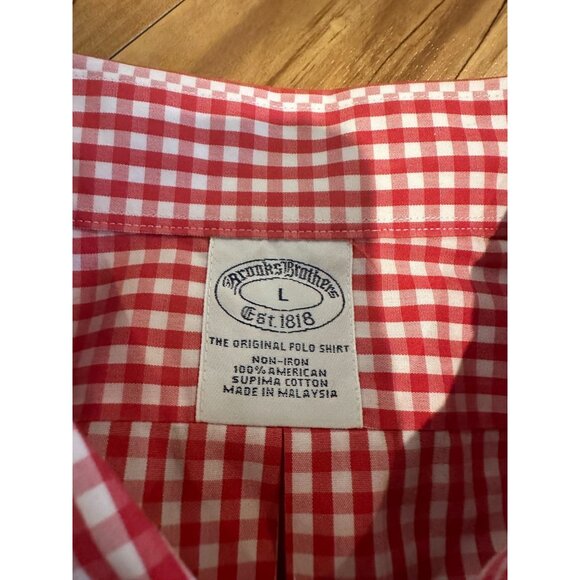 Brooks Brothers
L
Est. 1818
THE ORIGINAL POLO SHIRT
NON-IRON
100% AMERICAN
SUPIMA COTTON
MADE IN MALAYSIA